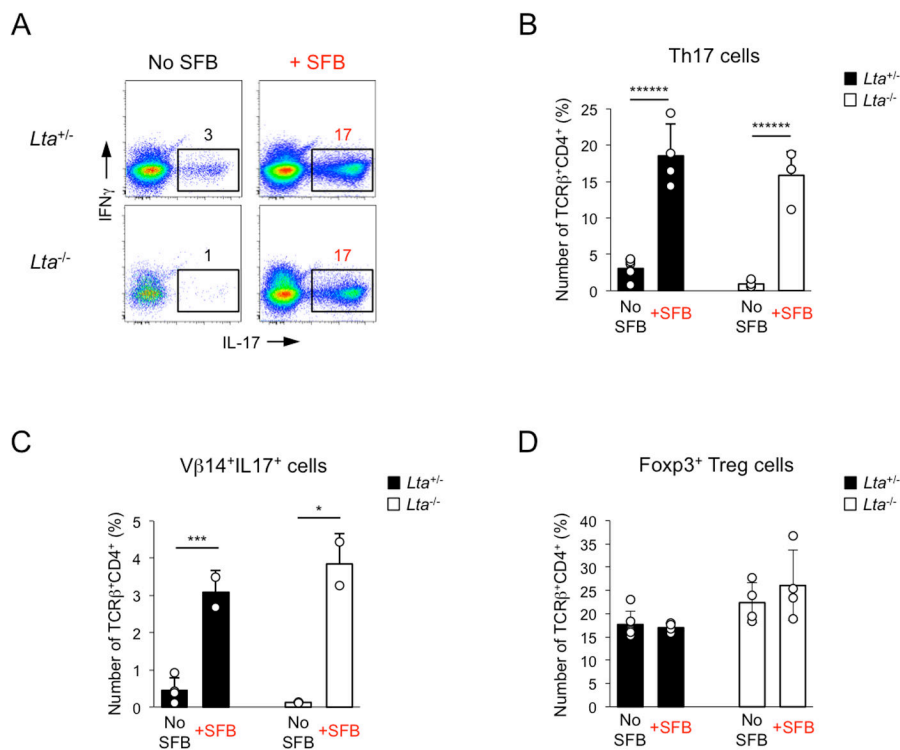 A
No SFB
+ SFB
Lta+/-
3
17
IFNγ
Lta-/-
1
17
IL-17
B
Th17 cells
Lta+/-
Lta-/-
******
******
Number of TCRβ+CD4+ (%)
25
20
15
10
5
0
No
SFB
+SFB
No
SFB
+SFB
C
Vβ14+IL17+ cells
Lta+/-
Lta-/-
***
*
Number of TCRβ+CD4+ (%)
5
4
3
2
1
0
No
SFB
+SFB
No
SFB
+SFB
D
Foxp3+ Treg cells
Lta+/-
Lta-/-
Number of TCRβ+CD4+ (%)
40
35
30
25
20
15
10
5
0
No
SFB
+SFB
No
SFB
+SFB